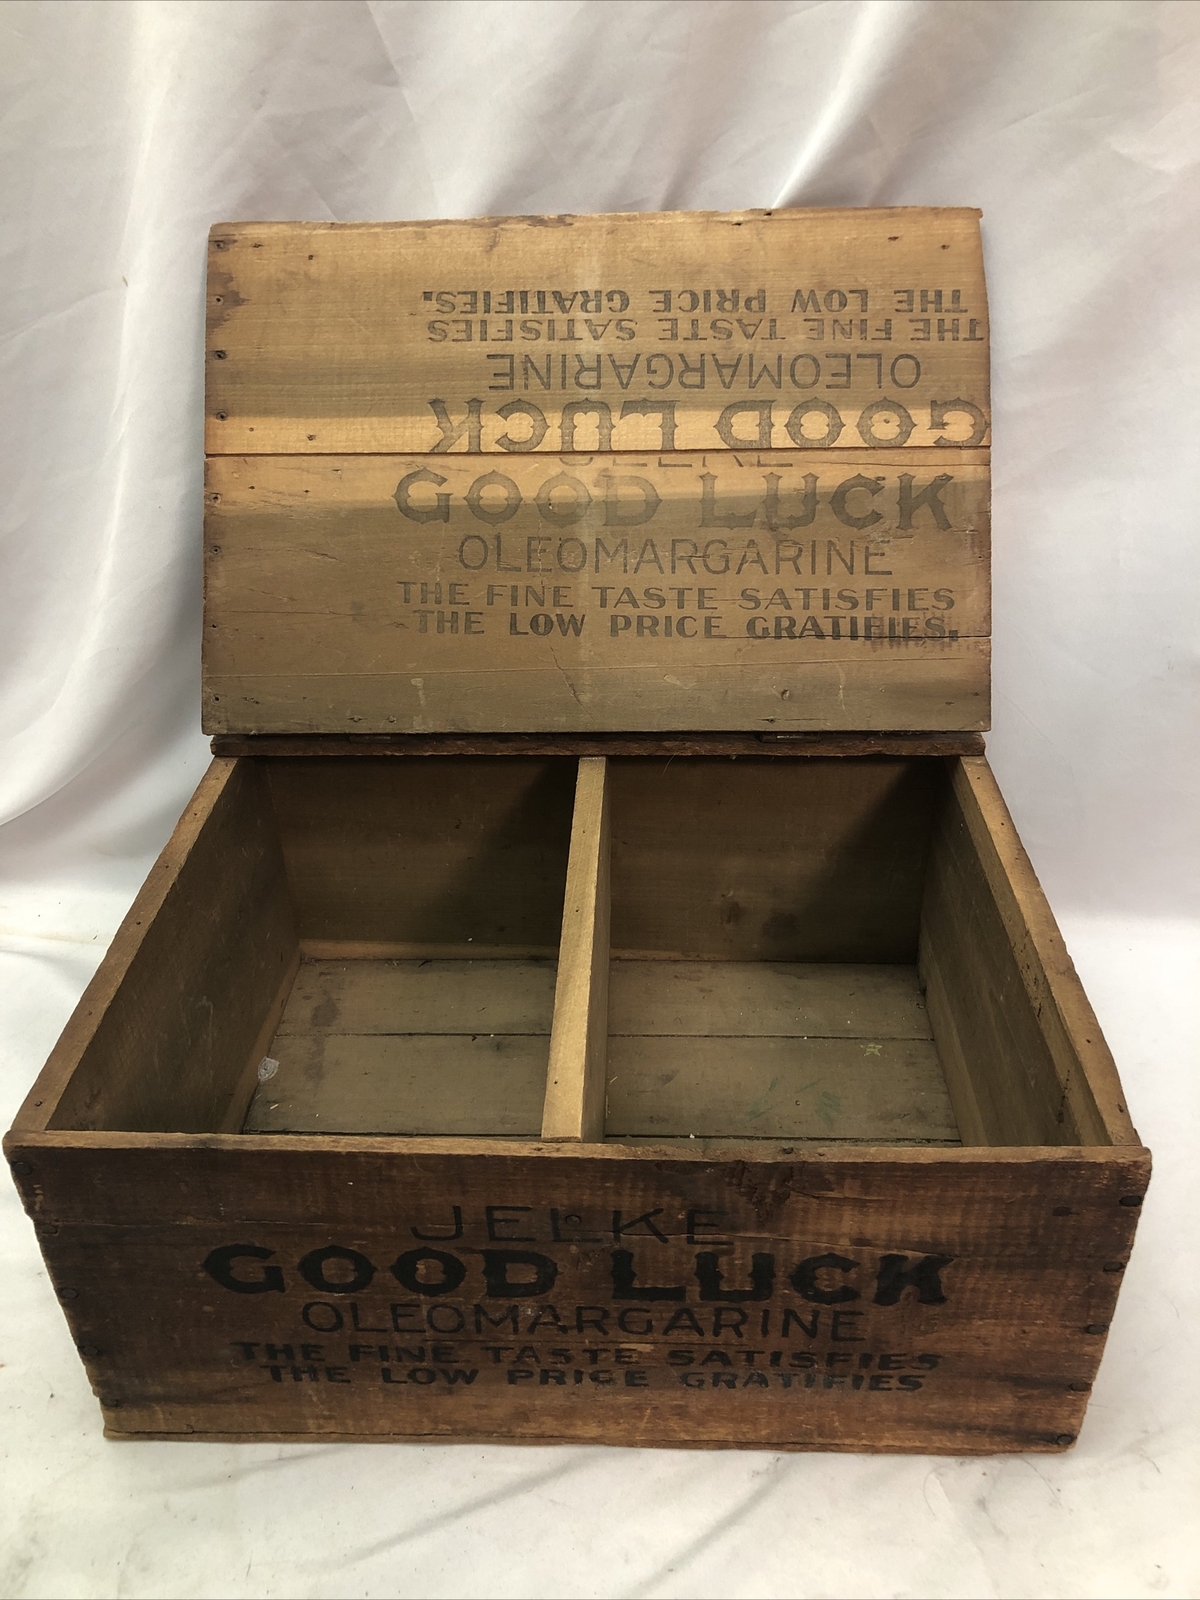 THE LOW PRICE GRATIFIES.
THE FINE TASTE SATISFIES
OLEOMARGARINE
GOOD LUCK
JELKE
GOOD LUCK
OLEOMARGARINE
THE FINE TASTE SATISFIES
THE LOW PRICE GRATIFIES.
JELKE
GOOD LUCK
OLEOMARGARINE
THE FINE TASTE SATISFIES
THE LOW PRICE GRATIFIES